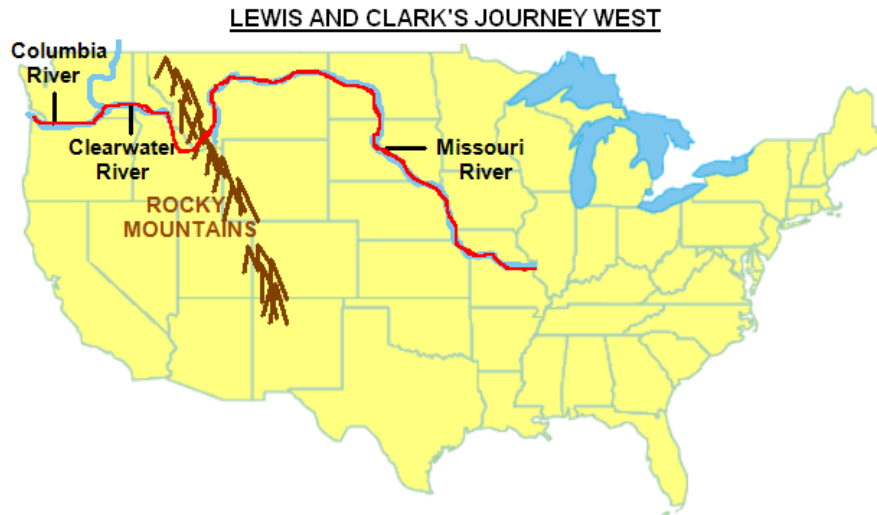 LEWIS AND CLARK'S JOURNEY WEST
Columbia
River
Clearwater
River
Missouri
River
ROCKY
MOUNTAINS